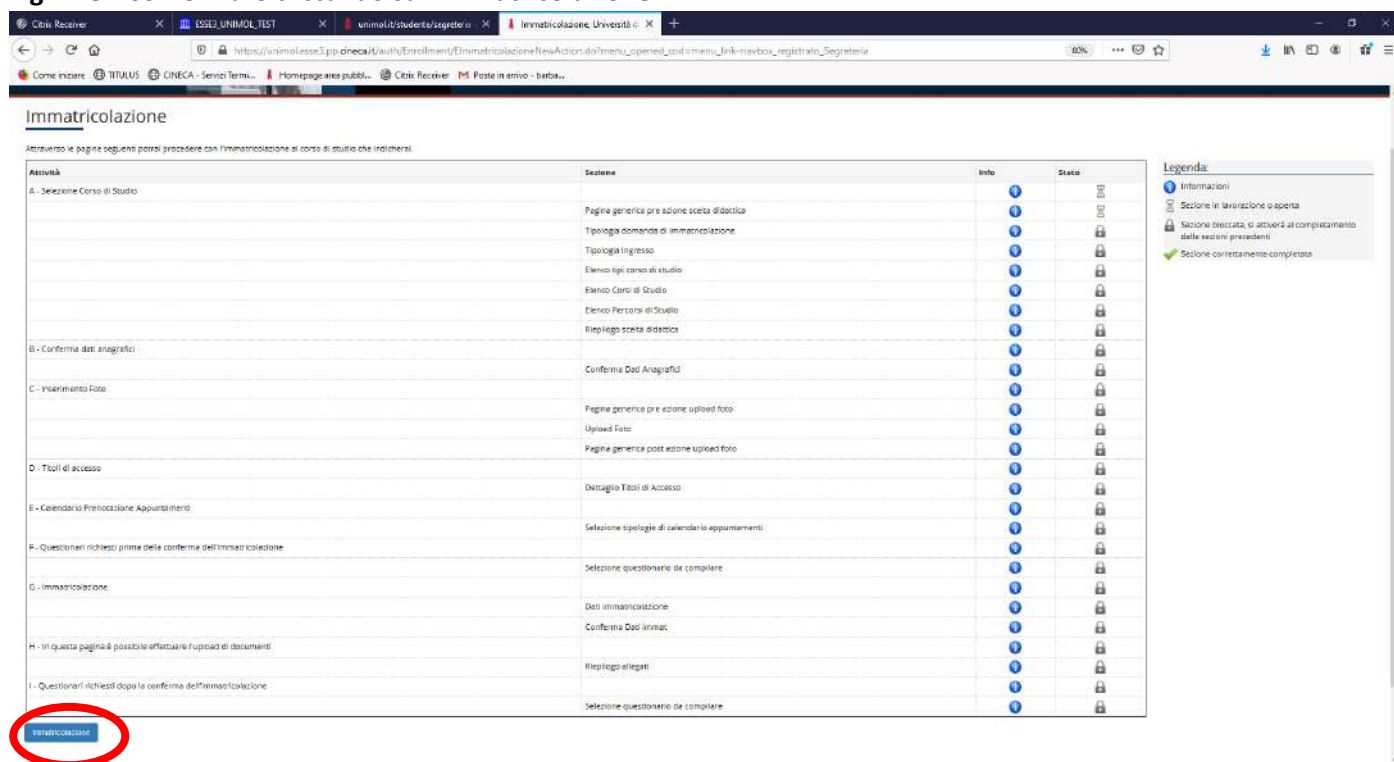 Citrix Receiver
ESSE3_UNIMOL_TEST
unimol.it/studente/segreteria
Immatricolazione, Università d
80%
https://unimol.esse3.pp.cineca.it/auth/Enrollment/EImmatricolazioneNewAction.do?menu_opened_cod=menu_link-navbox_registrato_Segreteria
Come iniziare TITULUS CINECA - Servizi Termi... Homepage area pubbl... Citrix Receiver Posta in arrivo - barba...
Immatricolazione
Attraverso le pagine seguenti potrai procedere con l'immatricolazione al corso di studio che indicherai.
Attività Sezione Info Stato
A - Selezione Corso di Studio
Pagina generica pre azione scelta didattica
Tipologia domanda di immatricolazione
Tipologia ingresso
Elenco tipi corso di studio
Elenco Corsi di Studio
Elenco Percorsi di Studio
Riepilogo scelta didattica
B - Conferma dati anagrafici
Conferma Dati Anagrafici
C - Inserimento Foto
Pagina generica pre azione upload foto
Upload Foto
Pagina generica post azione upload foto
D - Titoli di accesso
Dettaglio Titoli di Accesso
E - Calendario Prenotazione Appuntamenti
Selezione tipologie di calendario appuntamenti
F - Questionari richiesti prima della conferma dell'immatricolazione
Selezione questionario da compilare
G - Immatricolazione
Dati immatricolazione
Conferma Dati immat
H - In questa pagina è possibile effettuare l'upload di documenti
Riepilogo allegati
I - Questionari richiesti dopo la conferma dell'immatricolazione
Selezione questionario da compilare
Immatricolazione
Legenda:
Informazioni
Sezione in lavorazione o aperta
Sezione bloccata, si attiverà al completamento
delle sezioni precedenti
Sezione correttamente completata